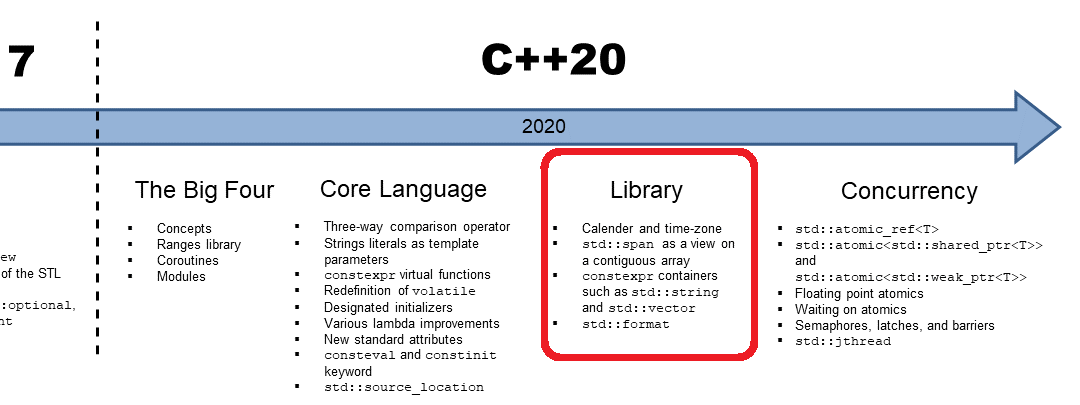 7
C++20
2020
ew
of the STL
::optional,
nt
The Big Four
Concepts
Ranges library
Coroutines
Modules
Core Language
Three-way comparison operator
Strings literals as template
parameters
constexpr virtual functions
Redefinition of volatile
Designated initializers
Various lambda improvements
New standard attributes
consteval and constinit
keyword
std::source_location
Library
Calender and time-zone
std::span as a view on
a contiguous array
constexpr containers
such as std::string
and std::vector
std::format
Concurrency
std::atomic_ref<T>
std::atomic<std::shared_ptr<T>>
and
std::atomic<std::weak_ptr<T>>
Floating point atomics
Waiting on atomics
Semaphores, latches, and barriers
std::jthread